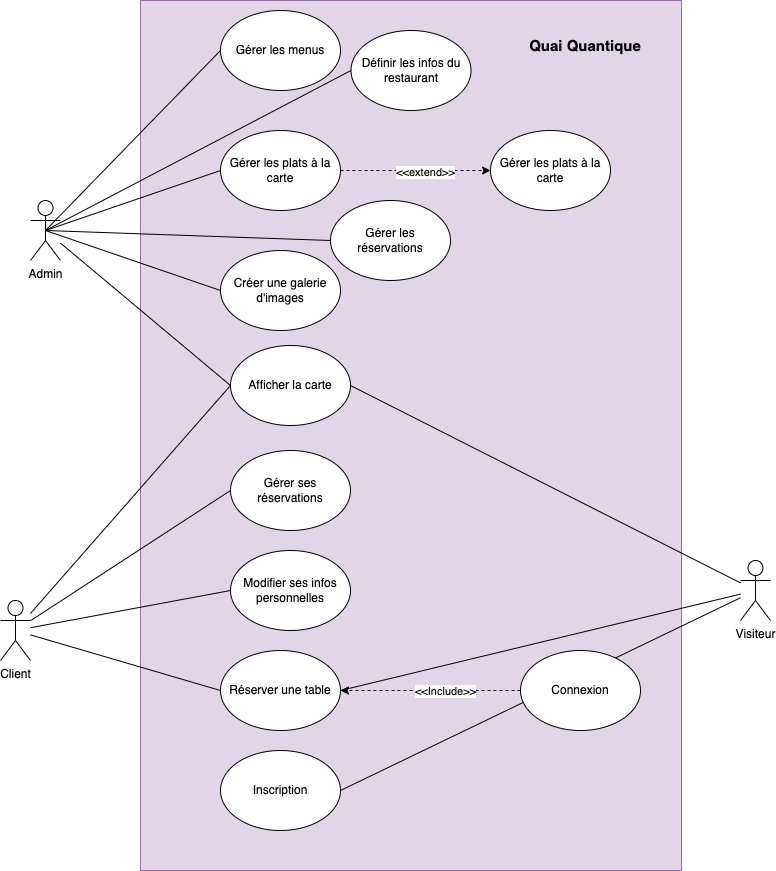 Quai Quantique
Gérer les menus
Définir les infos du
restaurant
Gérer les plats à la
carte
<<extend>>
Gérer les plats à la
carte
Gérer les
réservations
Admin
Créer une galerie
d'images
Afficher la carte
Gérer ses
réservations
Modifier ses infos
personnelles
Visiteur
Client
Réserver une table
<<Include>>
Connexion
Inscription